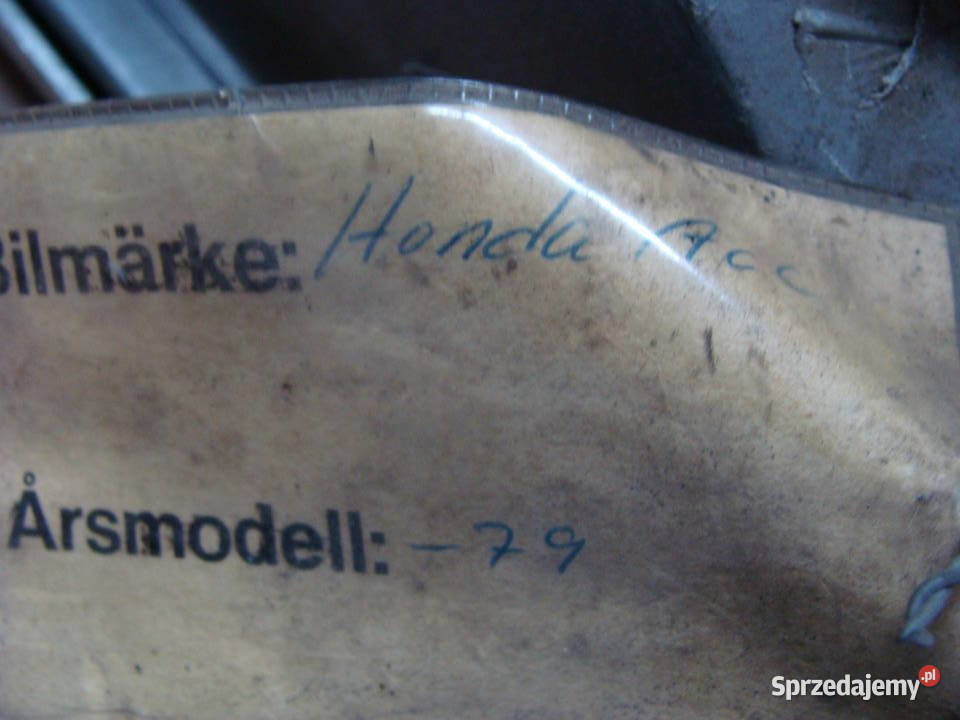 Bilmärke: Honda Acc
Årsmodell: -79
Sprzedajemy.pl